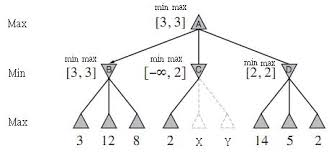 min max
Max [3, 3] A
min max min max min max
Min [3, 3] B [-∞, 2] C [2, 2] D
Max
3 12 8 2 X Y 14 5 2